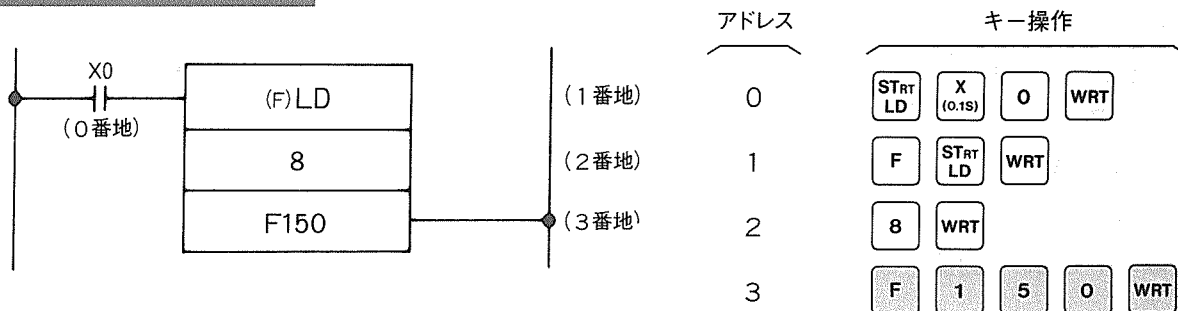 アドレス キー操作
X0
(0番地)
(F)LD (1番地)
8 (2番地)
F150 (3番地)
0 STRT LD X (0.1S) 0 WRT
1 F STRT LD WRT
2 8 WRT
3 F 1 5 0 WRT